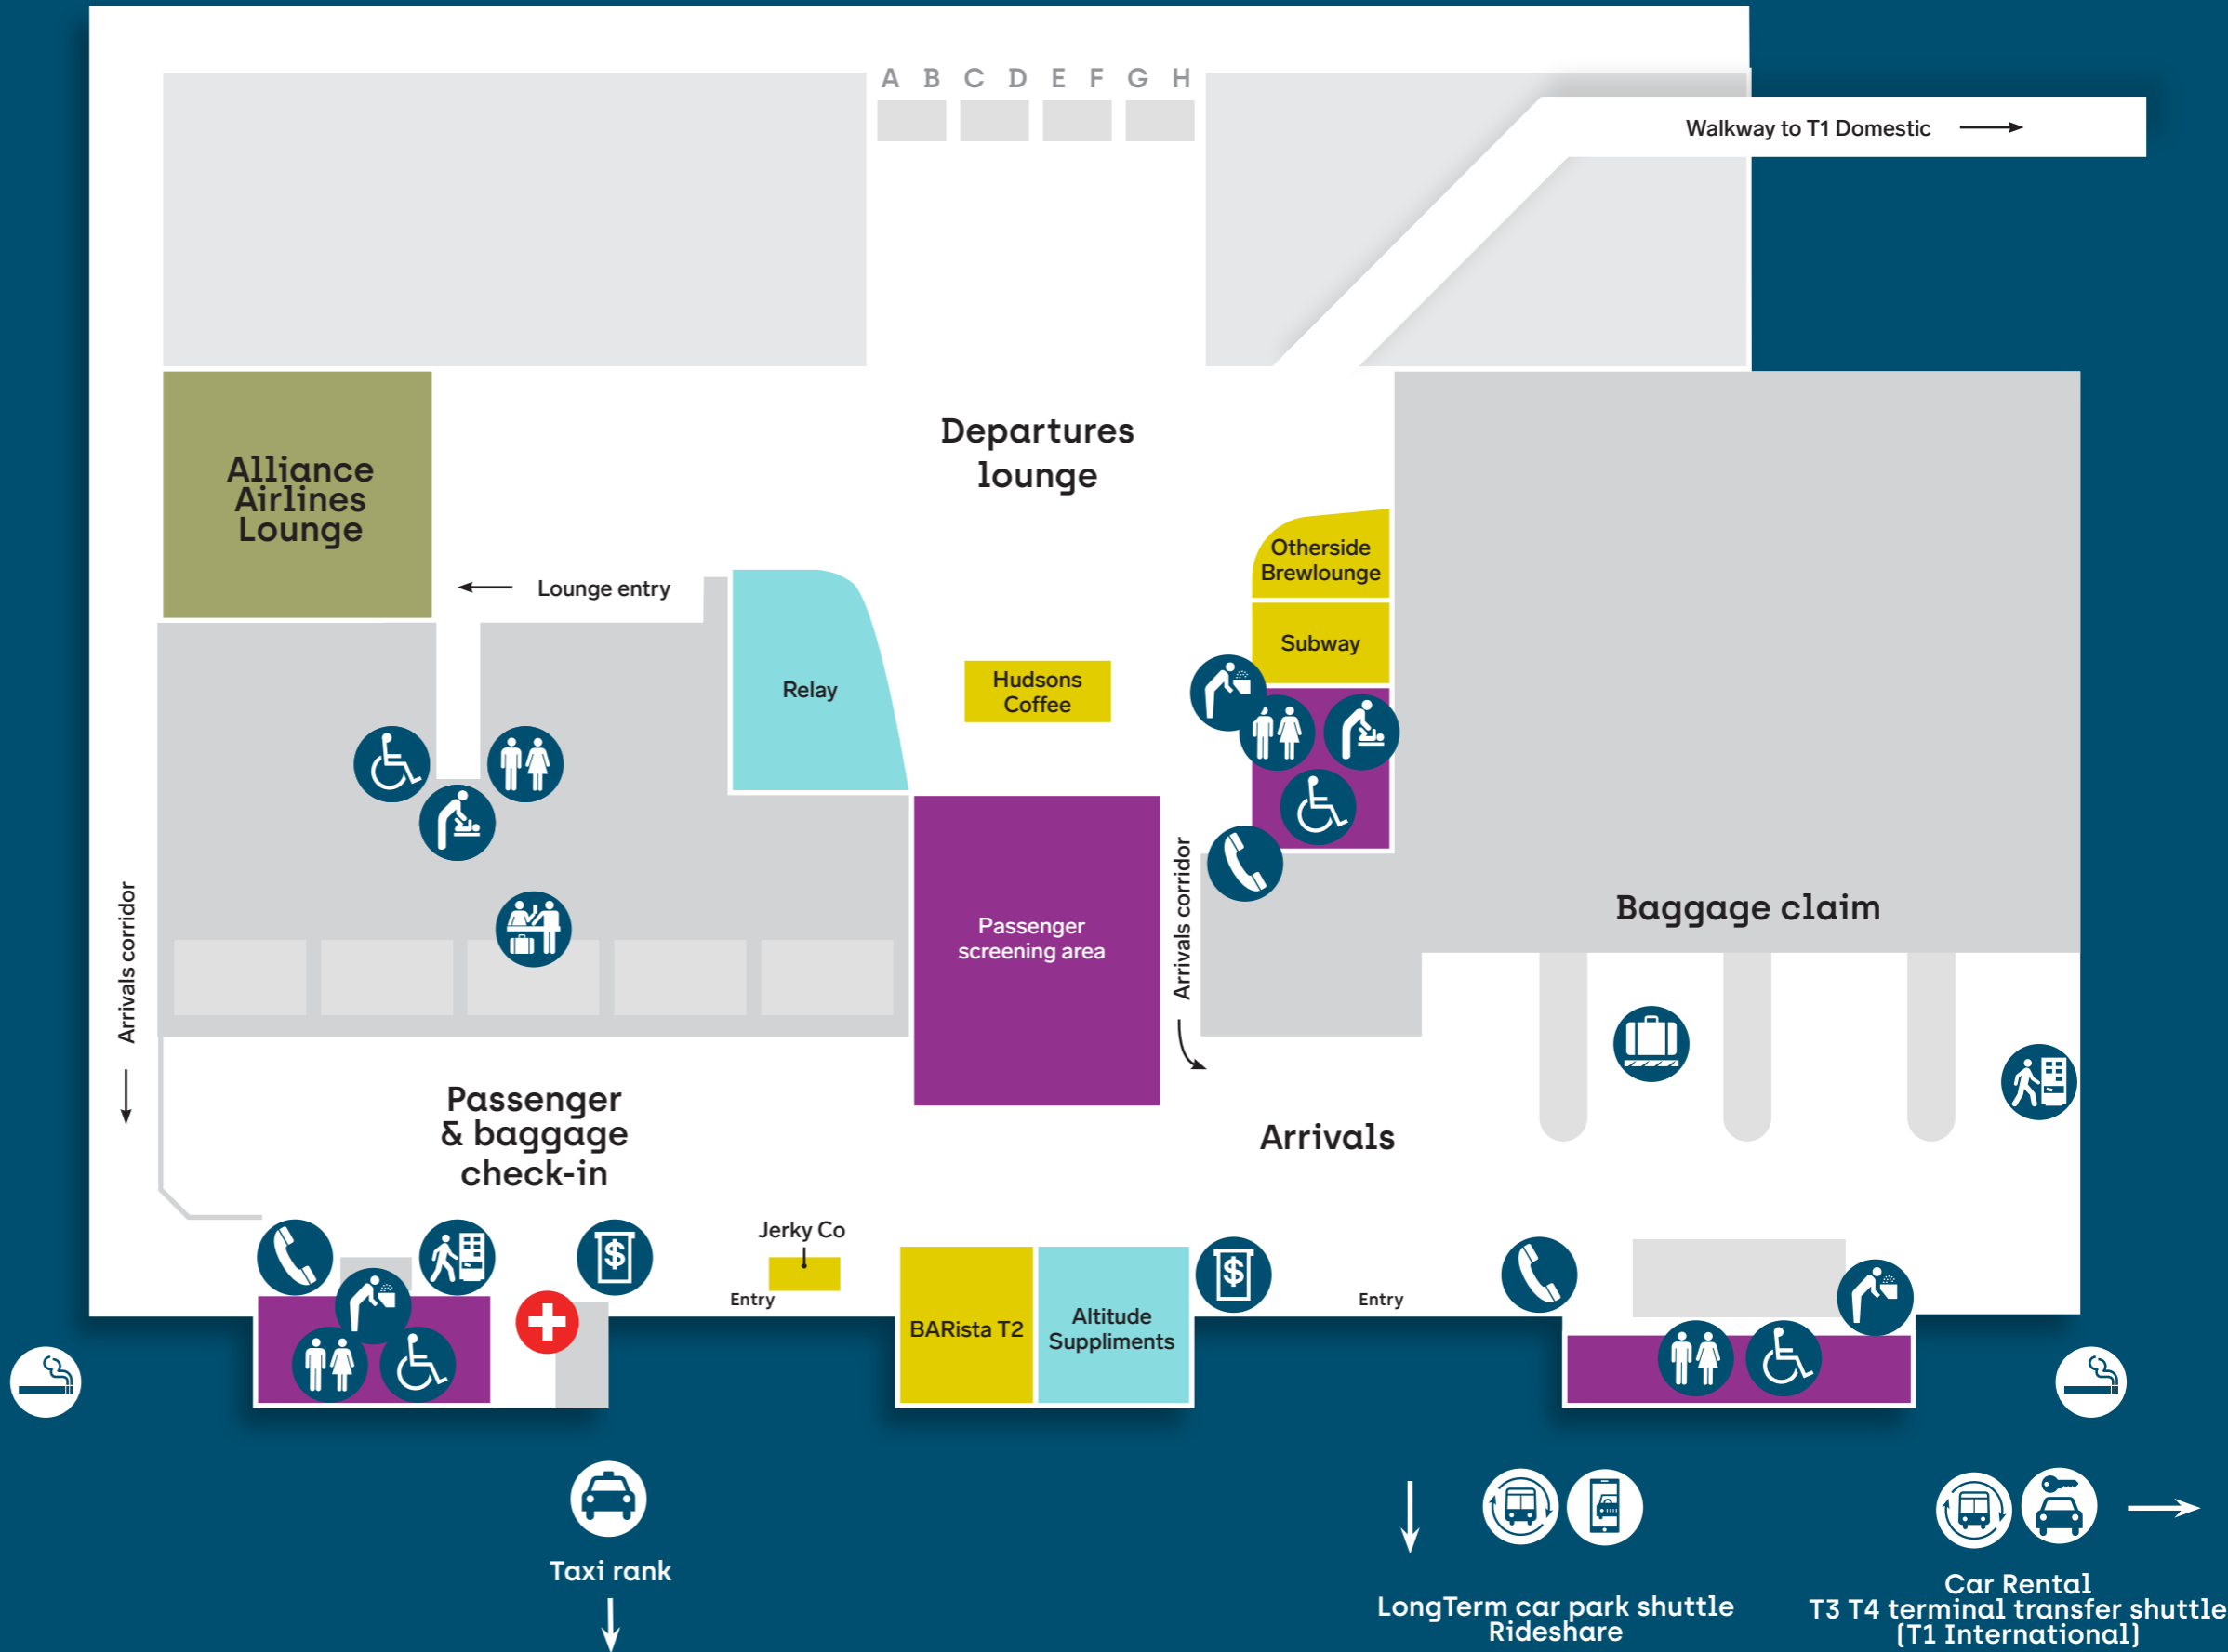 A B C D E F G H
Walkway to T1 Domestic
Departures
lounge
Alliance
Airlines
Lounge
Lounge entry
Otherside
Brewlounge
Subway
Relay
Hudsons
Coffee
Arrivals corridor
Passenger
screening area
Arrivals corridor
Baggage claim
Passenger
& baggage
check-in
Arrivals
$
Jerky Co
Entry
BARista T2
Altitude
Suppliments
$
Entry
Taxi rank
LongTerm car park shuttle
Rideshare
Car Rental
T3 T4 terminal transfer shuttle
(T1 International)